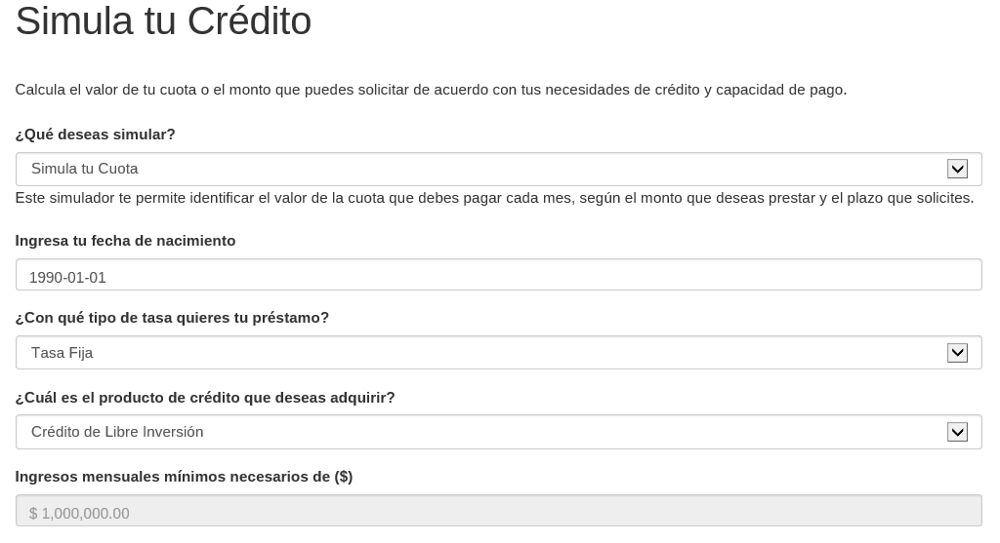 Simula tu Crédito
Calcula el valor de tu cuota o el monto que puedes solicitar de acuerdo con tus necesidades de crédito y capacidad de pago.
¿Qué deseas simular?
Simula tu Cuota
Este simulador te permite identificar el valor de la cuota que debes pagar cada mes, según el monto que deseas prestar y el plazo que solicites.
Ingresa tu fecha de nacimiento
1990-01-01
¿Con qué tipo de tasa quieres tu préstamo?
Tasa Fija
¿Cuál es el producto de crédito que deseas adquirir?
Crédito de Libre Inversión
Ingresos mensuales mínimos necesarios de ($)
$ 1,000,000.00